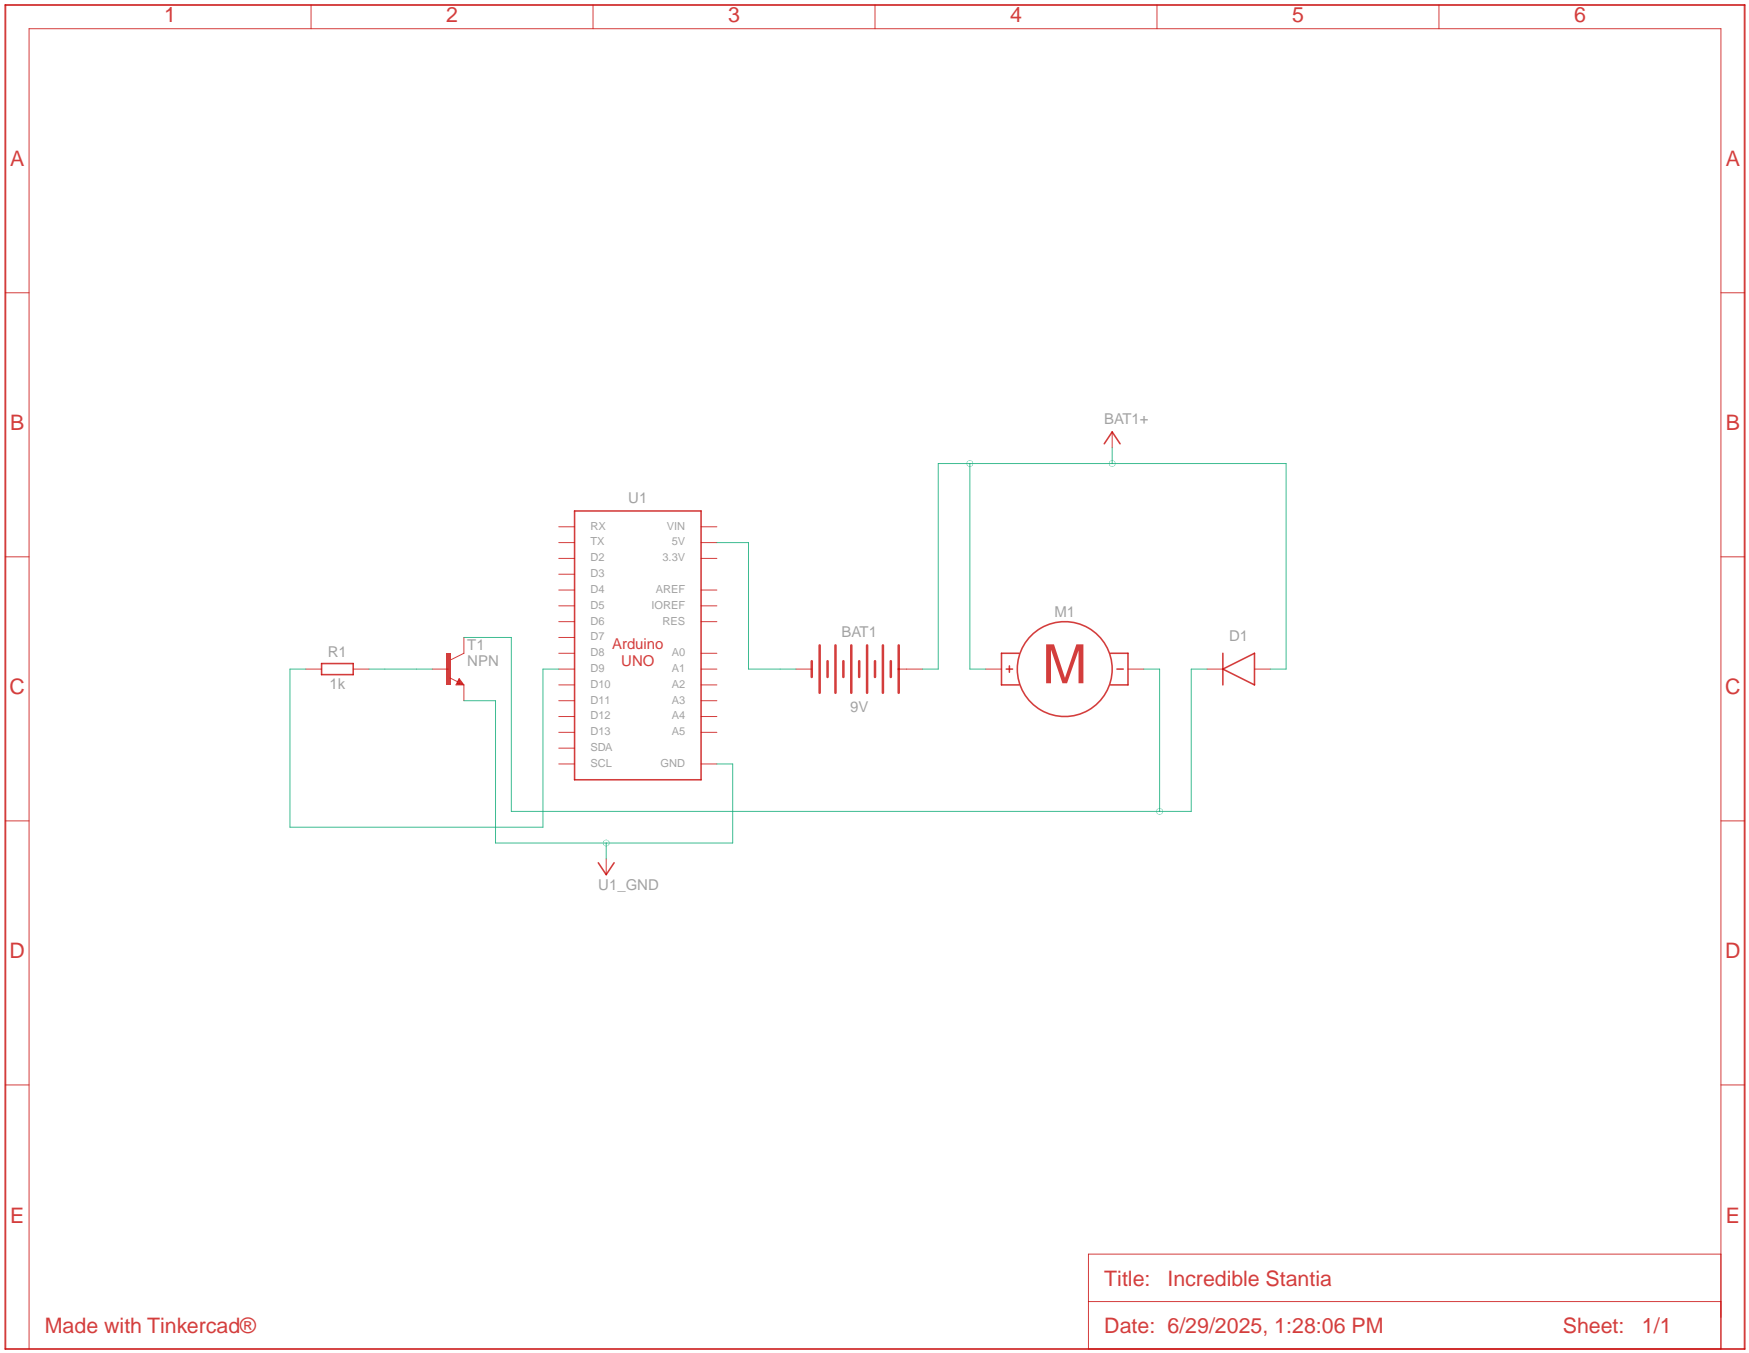 1 2 3 4 5 6
A A
B B
C C
D D
E E
BAT1+
U1
RX VIN
TX 5V
D2 3.3V
D3
D4 AREF
D5 IOREF
D6 RES
D7
Arduino
UNO
D8 A0
D9 A1
D10 A2
D11 A3
D12 A4
D13 A5
SDA
SCL GND
R1
1k
T1
NPN
BAT1
9V
M1
+ M -
D1
U1_GND
Title: Incredible Stantia
Date: 6/29/2025, 1:28:06 PM Sheet: 1/1
Made with Tinkercad®